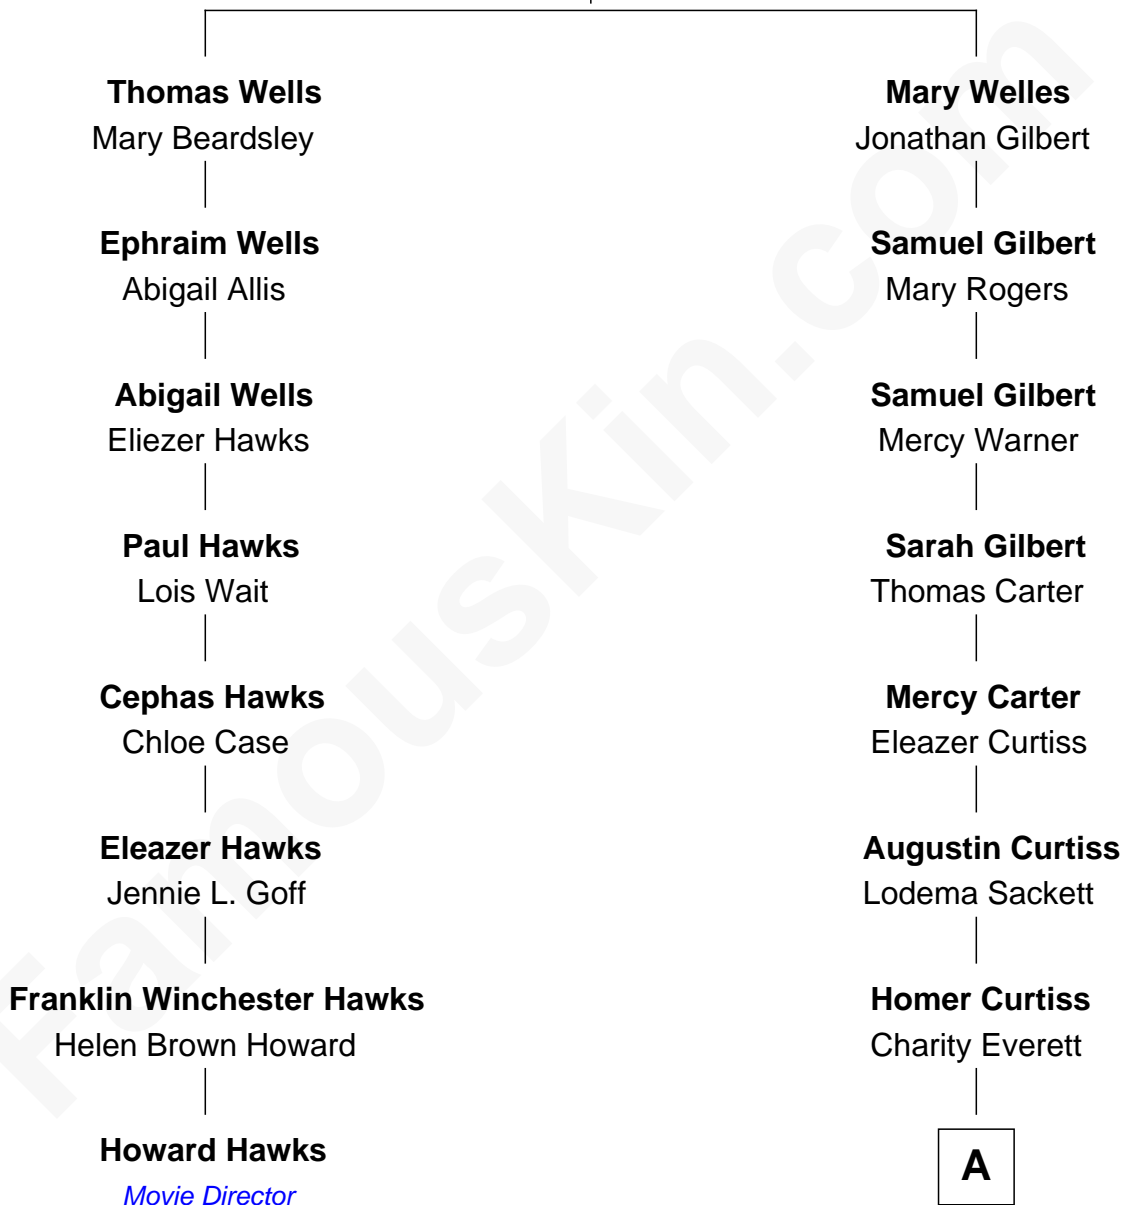 Thomas Wells
Mary Beardsley
Ephraim Wells
Abigail Allis
Abigail Wells
Eliezer Hawks
Paul Hawks
Lois Wait
Cephas Hawks
Chloe Case
Eleazer Hawks
Jennie L. Goff
Franklin Winchester Hawks
Helen Brown Howard
Howard Hawks
Movie Director
Mary Welles
Jonathan Gilbert
Samuel Gilbert
Mary Rogers
Samuel Gilbert
Mercy Warner
Sarah Gilbert
Thomas Carter
Mercy Carter
Eleazer Curtiss
Augustin Curtiss
Lodema Sackett
Homer Curtiss
Charity Everett
A
FamousKin.com